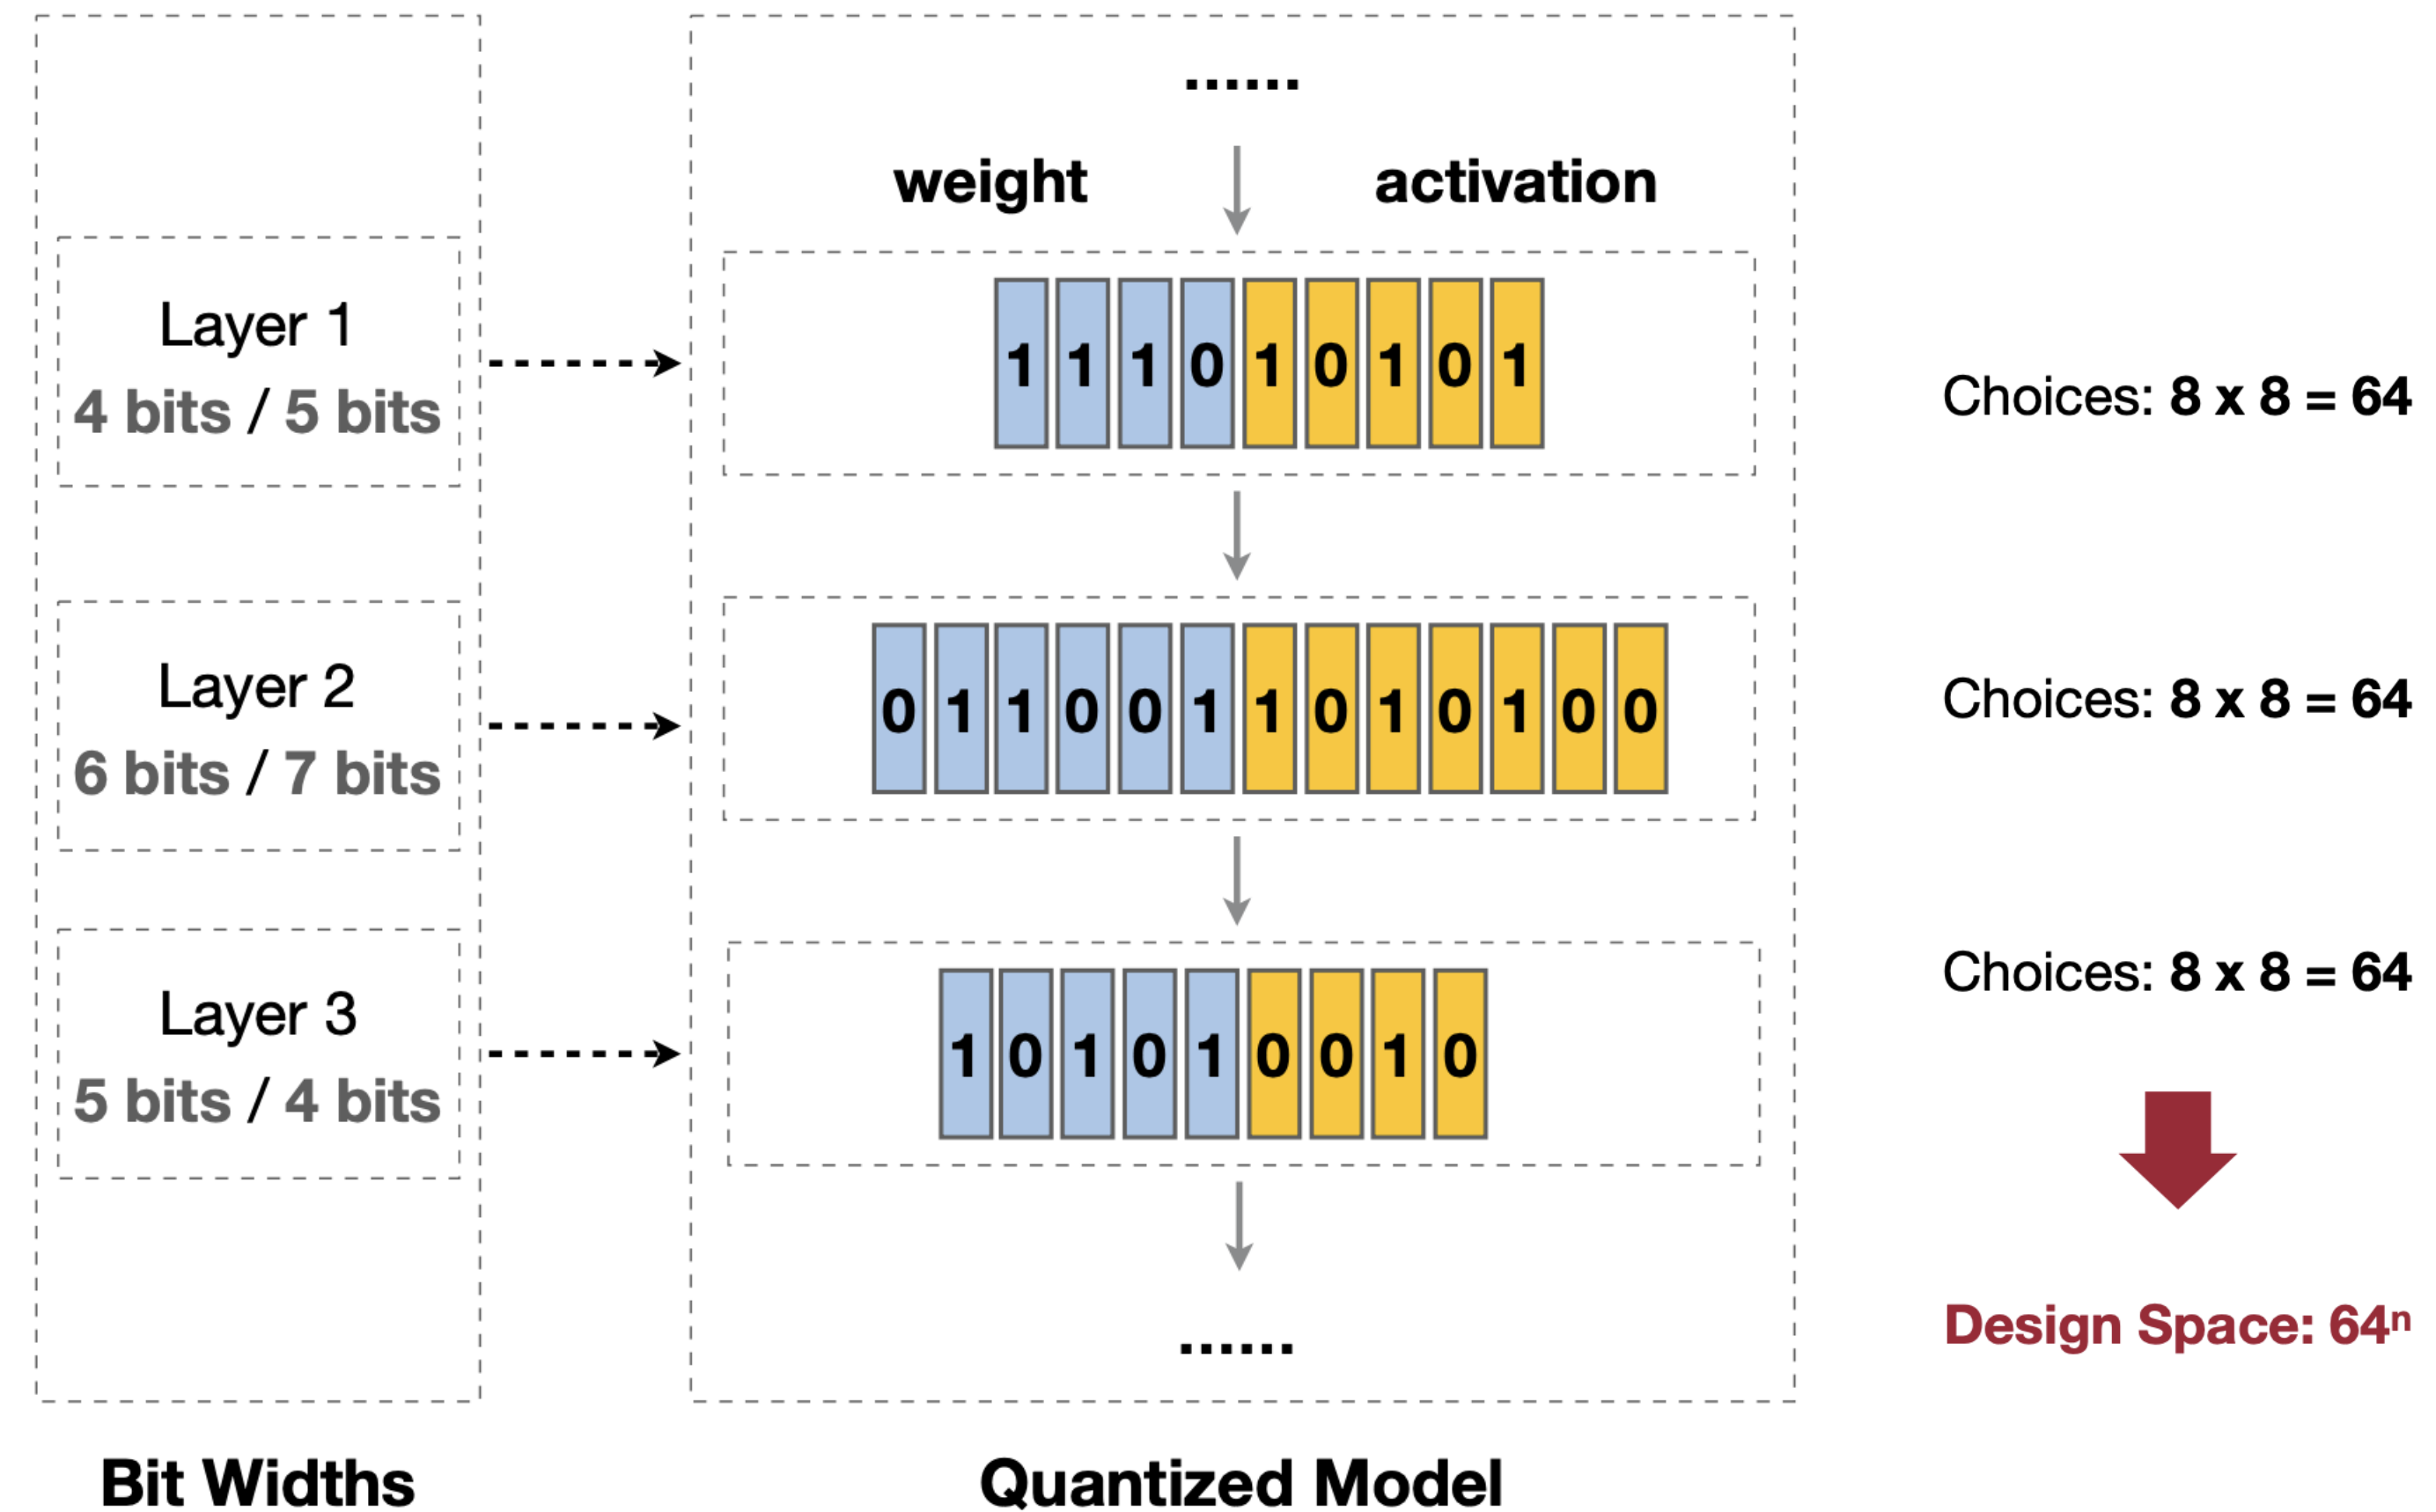 ......
weight
activation
Layer 1
4 bits / 5 bits
1 1 1 0 1 0 1 0 1
Choices: 8 x 8 = 64
Layer 2
6 bits / 7 bits
0 1 1 0 0 1 1 0 1 0 1 0 0
Choices: 8 x 8 = 64
Layer 3
5 bits / 4 bits
1 0 1 0 1 0 0 1 0
Choices: 8 x 8 = 64
......
Design Space: 64ⁿ
Bit Widths
Quantized Model